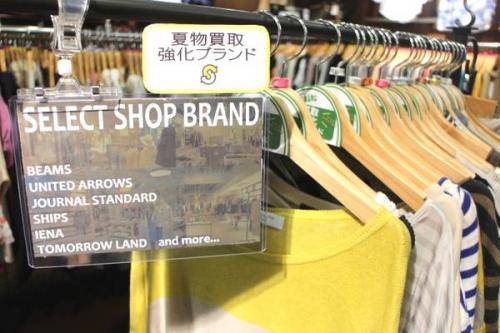 夏物買取
強化ブランド
S
SELECT SHOP BRAND
BEAMS
UNITED ARROWS
JOURNAL STANDARD
SHIPS
IENA
TOMORROW LAND and more...